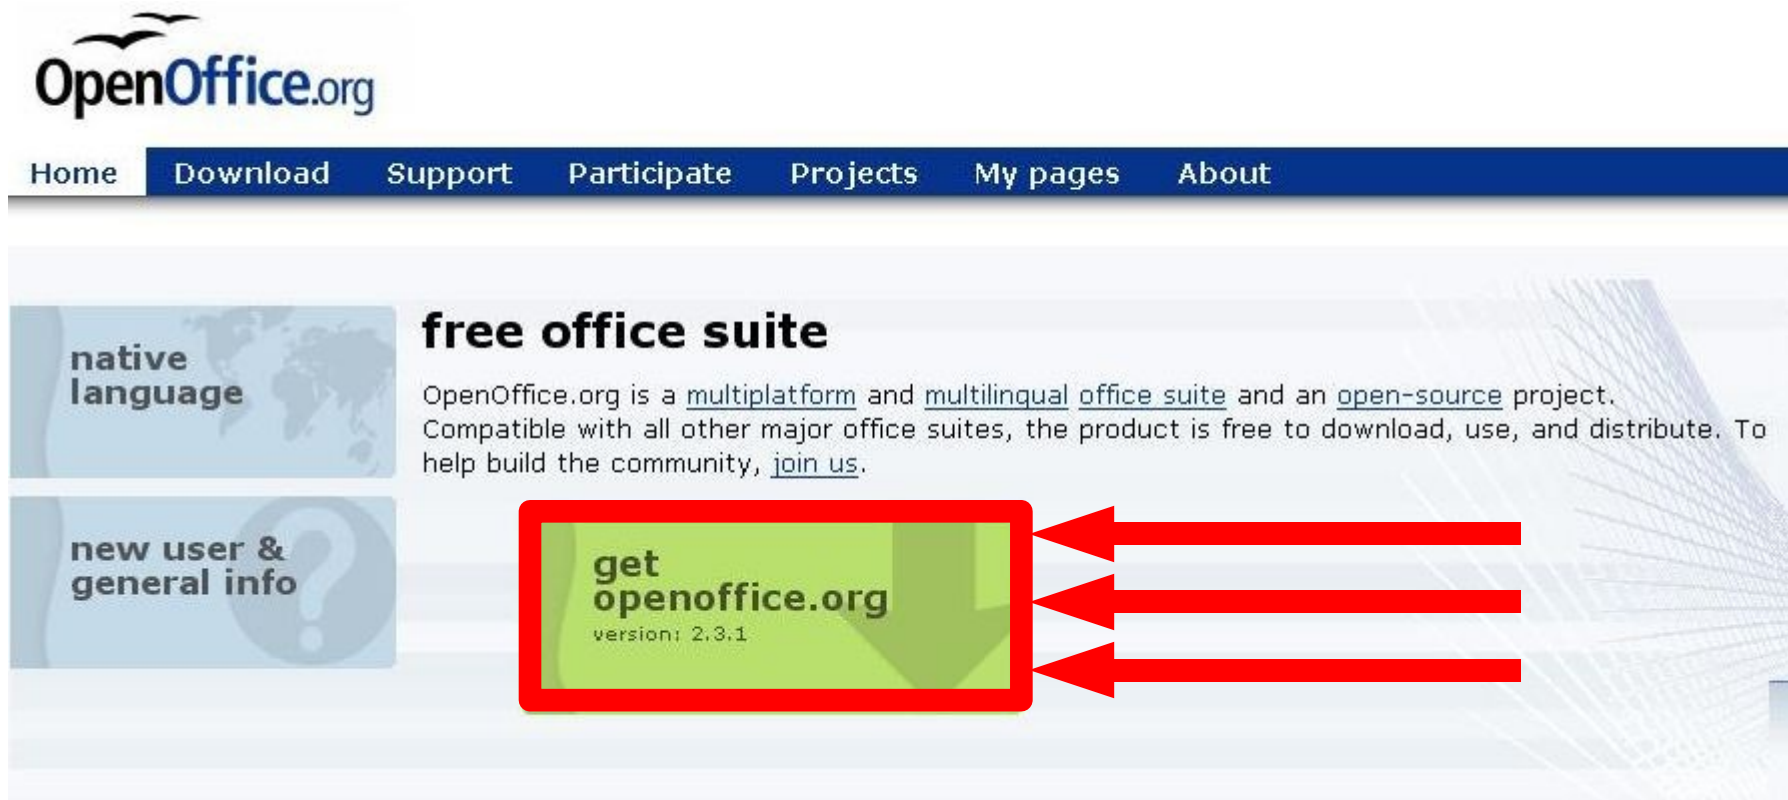 OpenOffice.org
Home Download Support Participate Projects My pages About
native
language
free office suite
OpenOffice.org is a multiplatform and multilingual office suite and an open-source project.
Compatible with all other major office suites, the product is free to download, use, and distribute. To
help build the community, join us.
new user &
general info
get
openoffice.org
version: 2.3.1